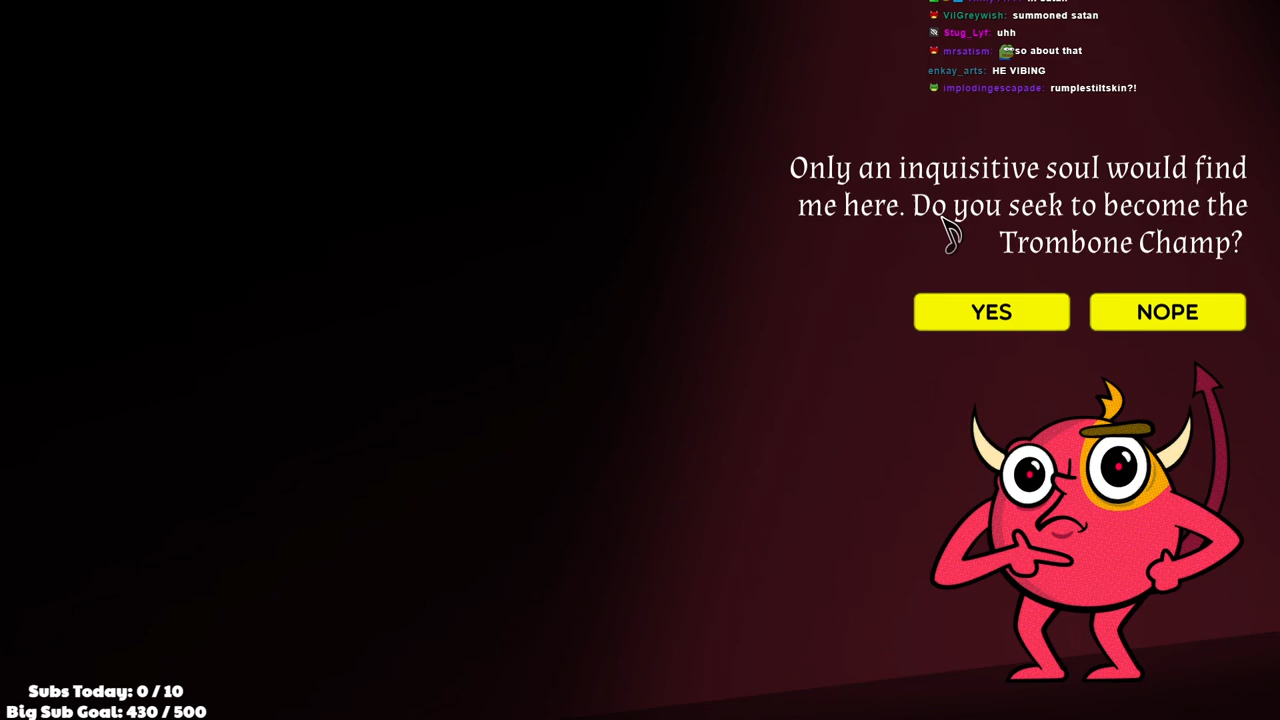 VilGreywish: summoned satan
$tug_Lyf: uhh
mrsatism: so about that
enkay_arts: HE VIBING
implodingescapade: rumplestiltskin?!
Only an inquisitive soul would find
me here. Do you seek to become the
Trombone Champ?
YES NOPE
Subs Today: 0 / 10
Big Sub Goal: 430 / 500